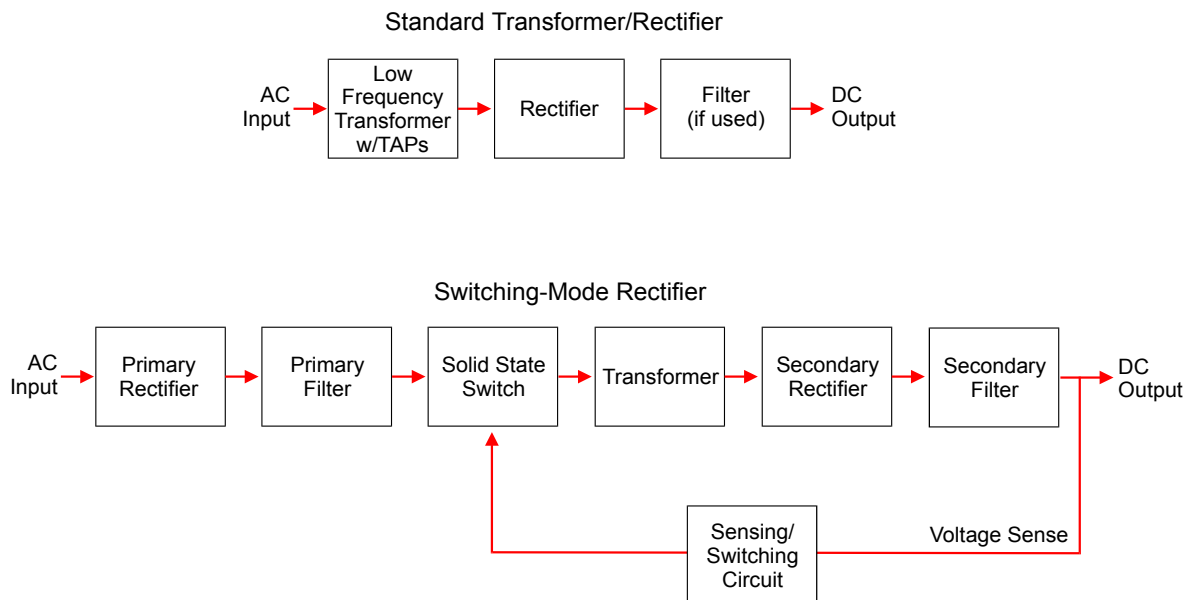 Standard Transformer/Rectifier
AC
Input
Low
Frequency
Transformer
w/TAPs
Rectifier
Filter
(if used)
DC
Output
Switching-Mode Rectifier
AC
Input
Primary
Rectifier
Primary
Filter
Solid State
Switch
Transformer
Secondary
Rectifier
Secondary
Filter
DC
Output
Sensing/
Switching
Circuit
Voltage Sense